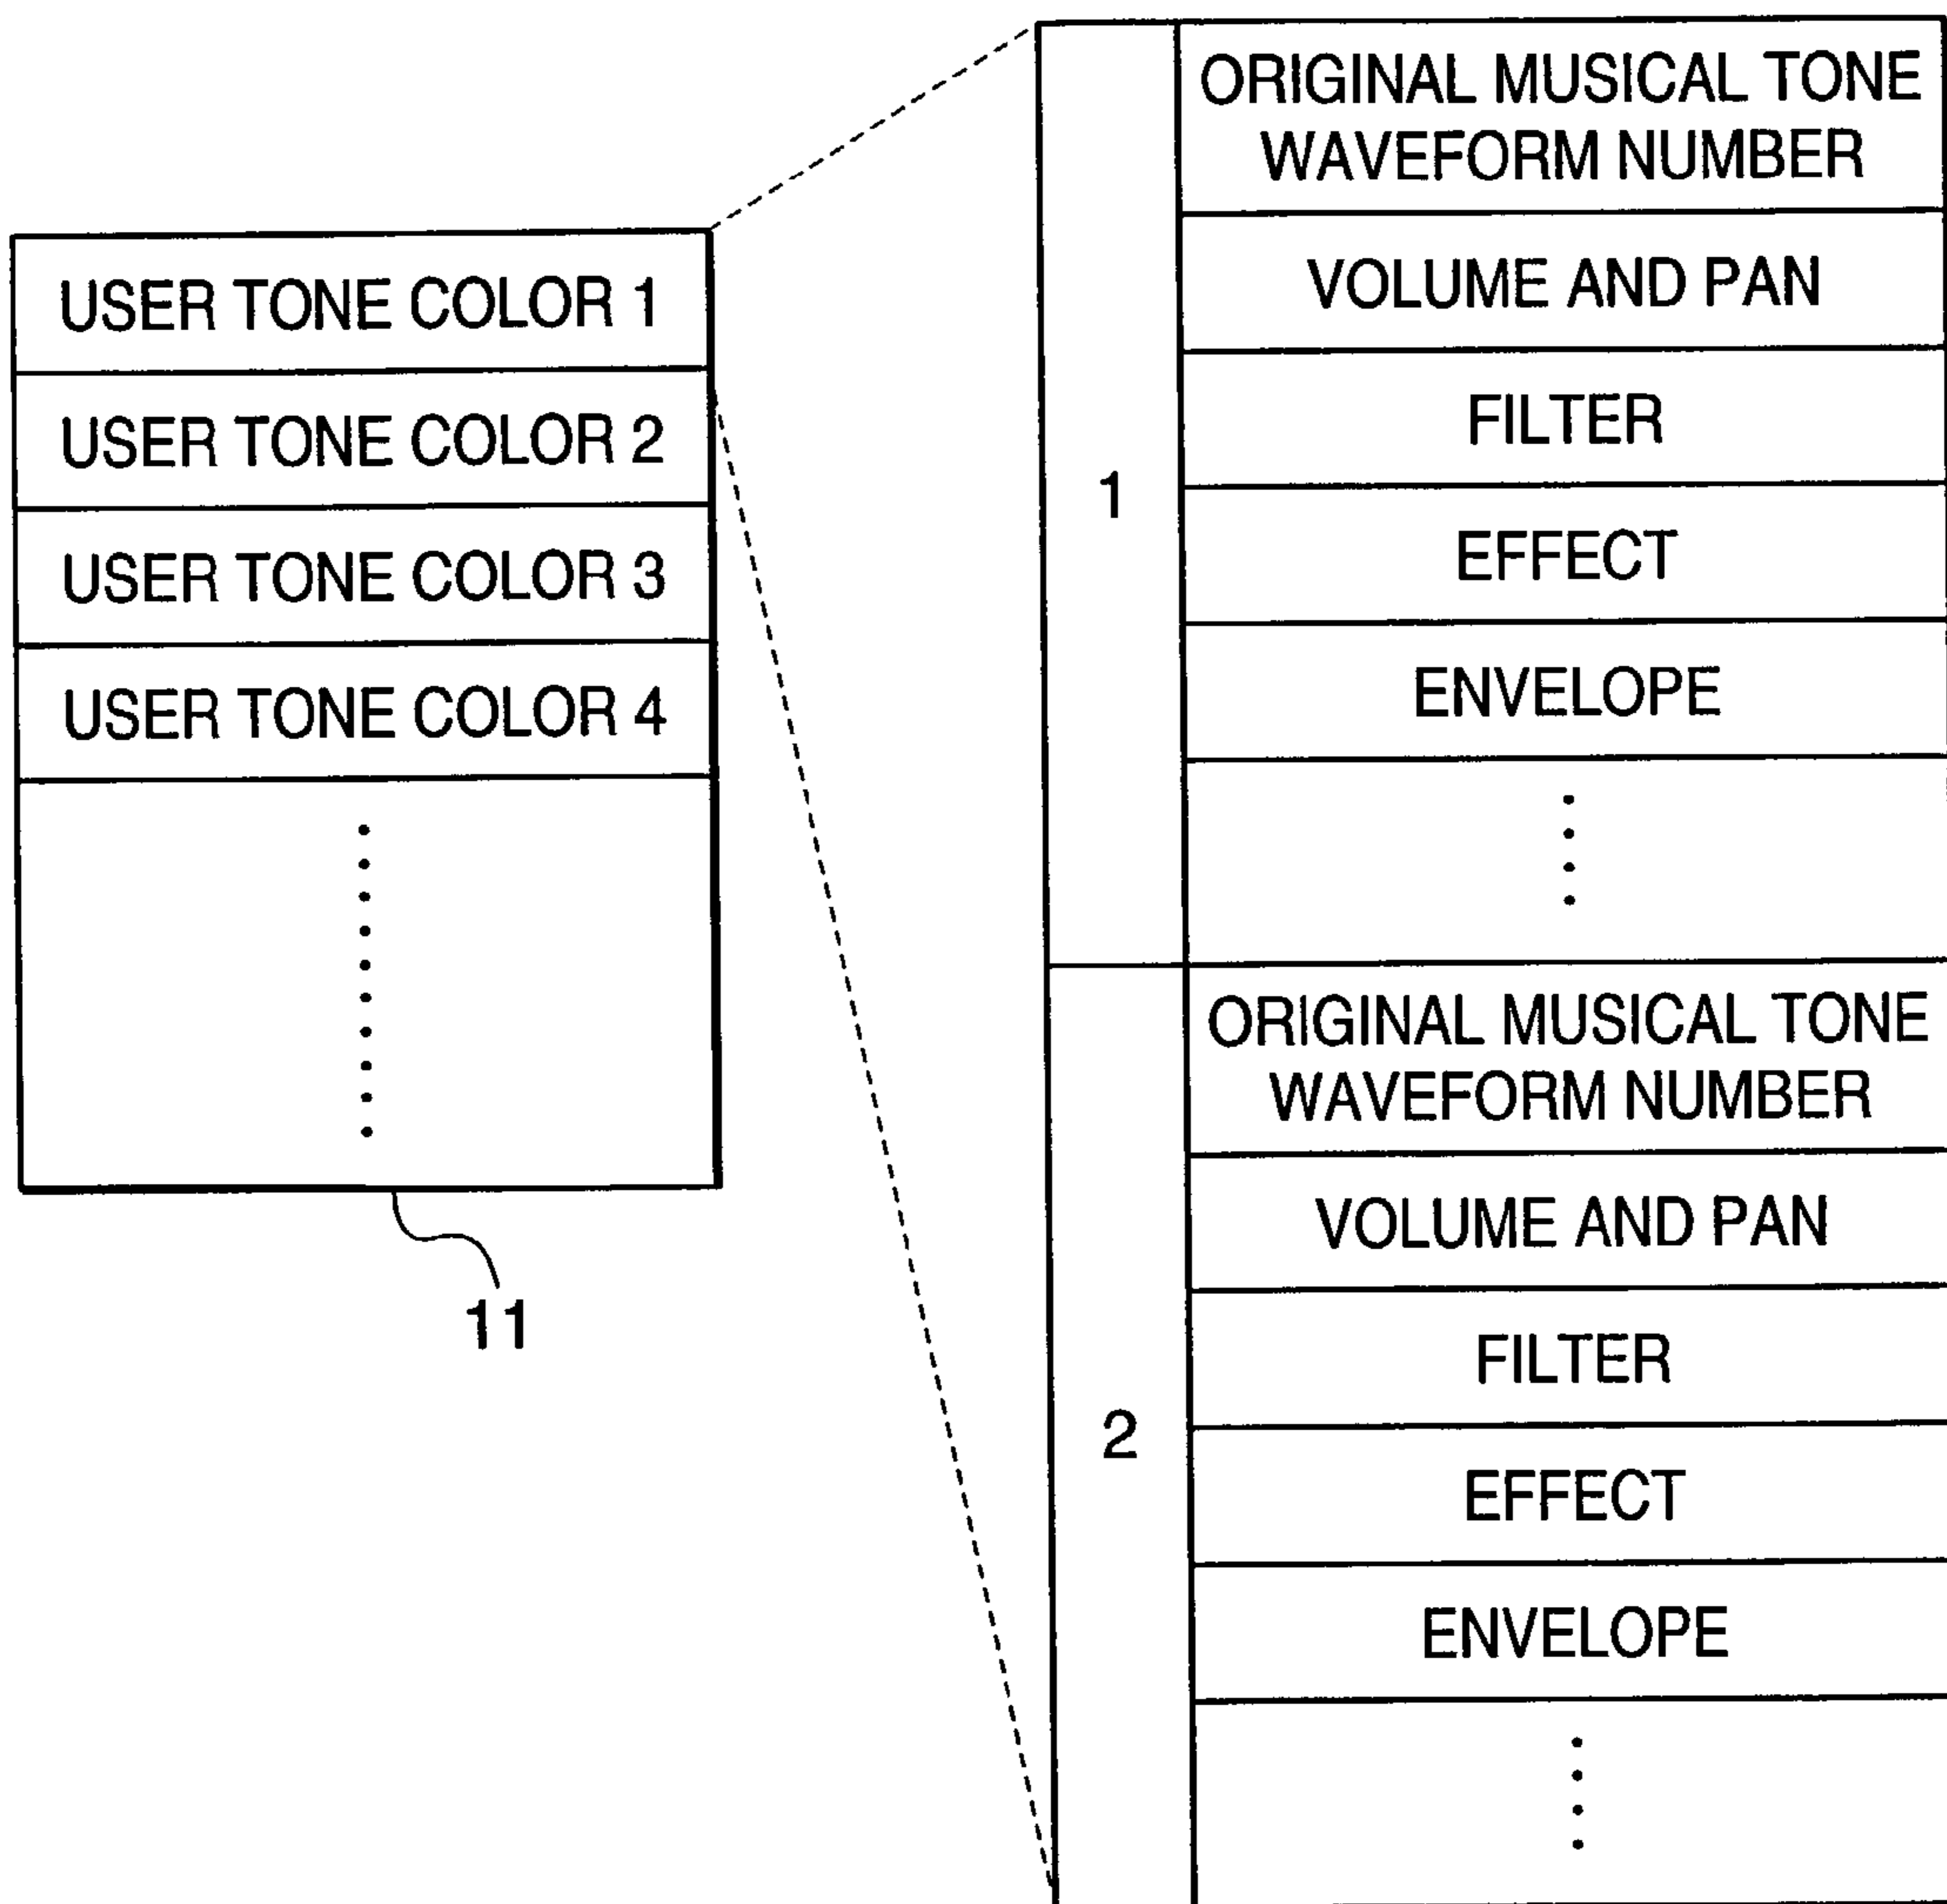 USER TONE COLOR 1
USER TONE COLOR 2
USER TONE COLOR 3
USER TONE COLOR 4
11
1
ORIGINAL MUSICAL TONE
WAVEFORM NUMBER
VOLUME AND PAN
FILTER
EFFECT
ENVELOPE
2
ORIGINAL MUSICAL TONE
WAVEFORM NUMBER
VOLUME AND PAN
FILTER
EFFECT
ENVELOPE